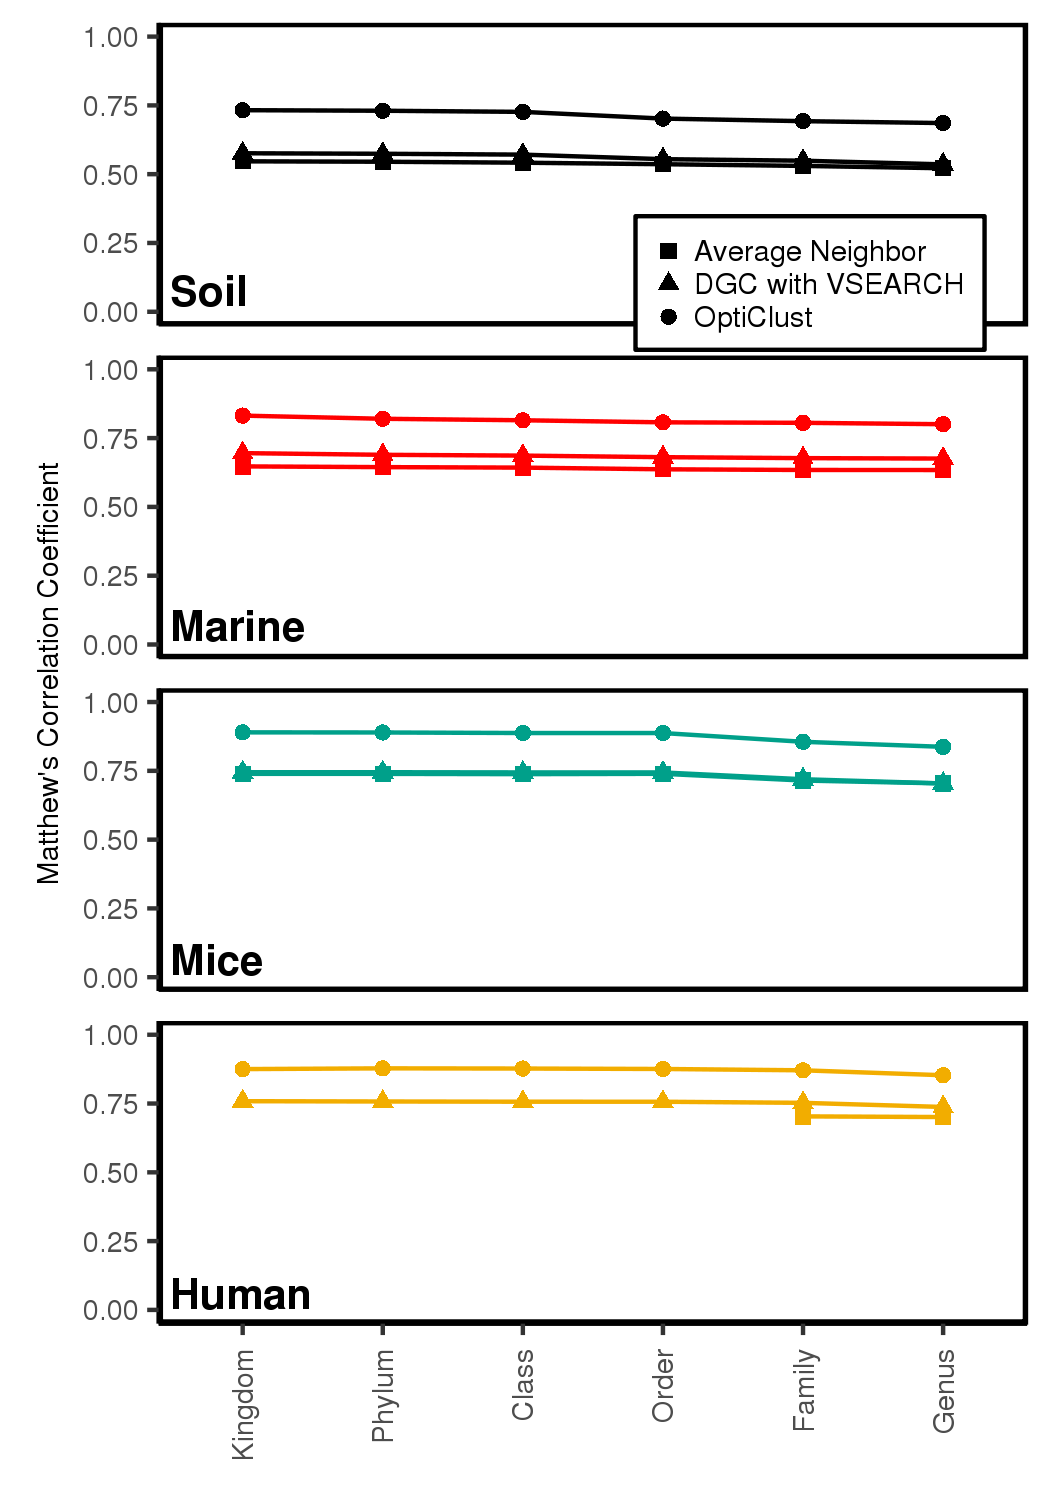 Matthew's Correlation Coefficient
1.00
0.75
0.50
0.25
0.00
Soil
Average Neighbor
DGC with VSEARCH
OptiClust
1.00
0.75
0.50
0.25
0.00
Marine
1.00
0.75
0.50
0.25
0.00
Mice
1.00
0.75
0.50
0.25
0.00
Human
Kingdom
Phylum
Class
Order
Family
Genus